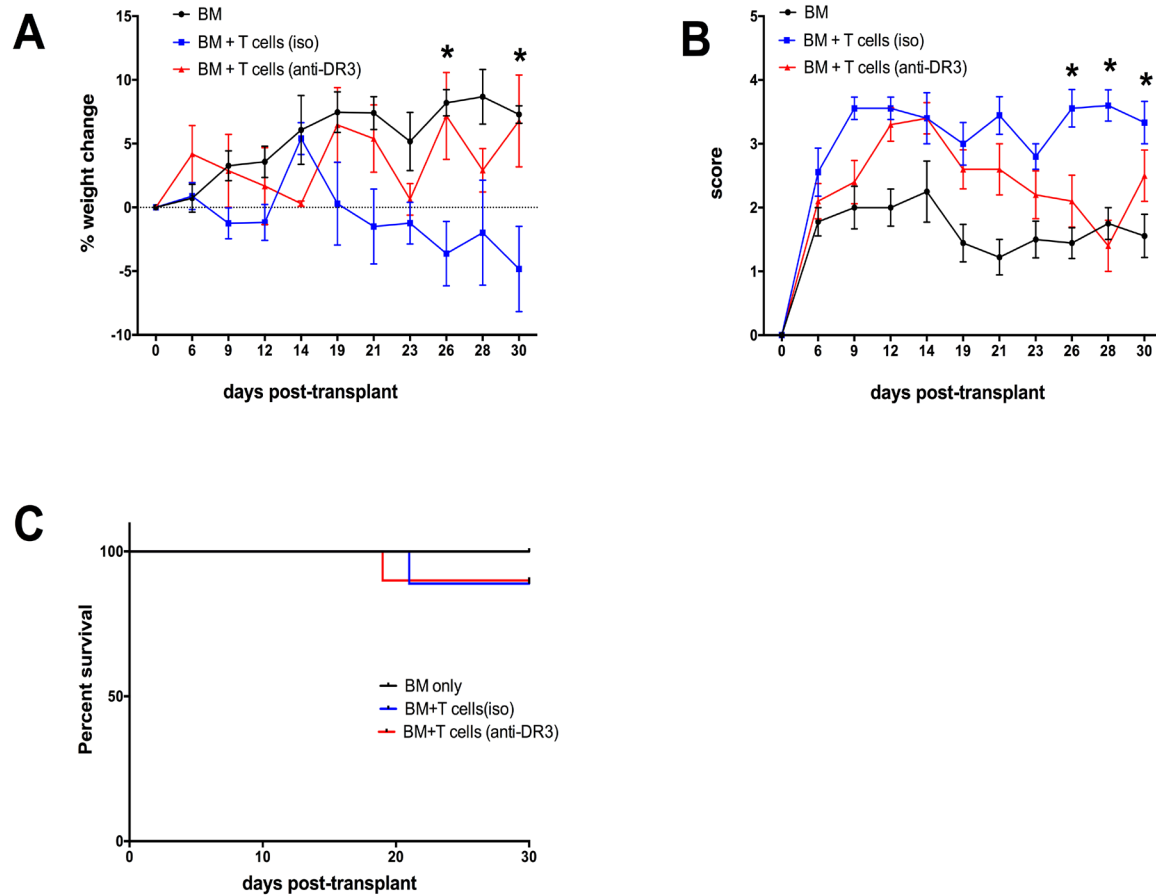 A
BM
BM + T cells (iso)
BM + T cells (anti-DR3)
15
10
5
0
-5
-10
% weight change
* *
0 6 9 12 14 19 21 23 26 28 30
days post-transplant
B
BM
BM + T cells (iso)
BM + T cells (anti-DR3)
5
4
3
2
1
0
score
* * *
0 6 9 12 14 19 21 23 26 28 30
days post-transplant
C
100
50
0
Percent survival
BM only
BM+T cells(iso)
BM+T cells (anti-DR3)
0 10 20 30
days post-transplant